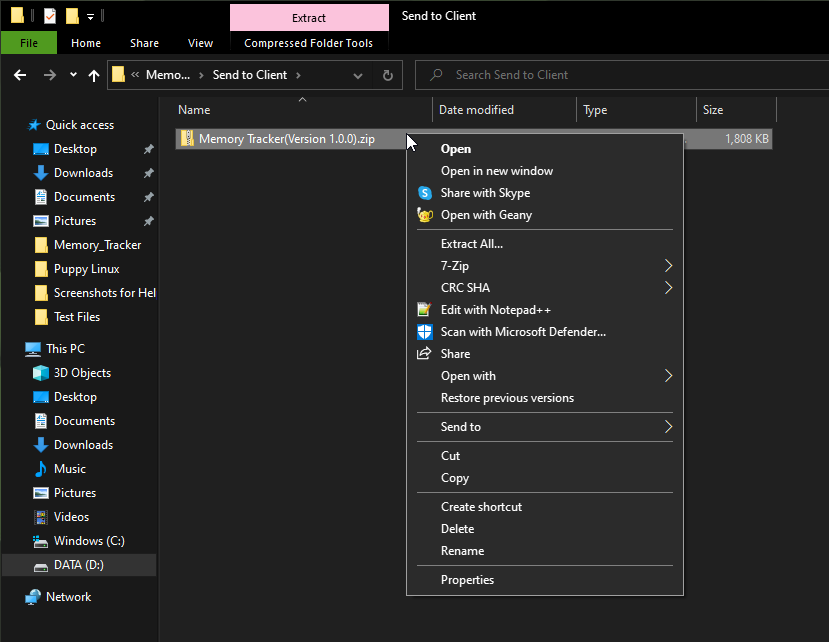 Extract
Send to Client
File
Home
Share
View
Compressed Folder Tools
« Memo... › Send to Client ›
Search Send to Client
Name
Date modified
Type
Size
Memory Tracker(Version 1.0.0).zip
1,808 KB
Quick access
Desktop
Downloads
Documents
Pictures
Memory_Tracker
Puppy Linux
Screenshots for Hel
Test Files
This PC
3D Objects
Desktop
Documents
Downloads
Music
Pictures
Videos
Windows (C:)
DATA (D:)
Network
Open
Open in new window
Share with Skype
Open with Geany
Extract All...
7-Zip
CRC SHA
Edit with Notepad++
Scan with Microsoft Defender...
Share
Open with
Restore previous versions
Send to
Cut
Copy
Create shortcut
Delete
Rename
Properties